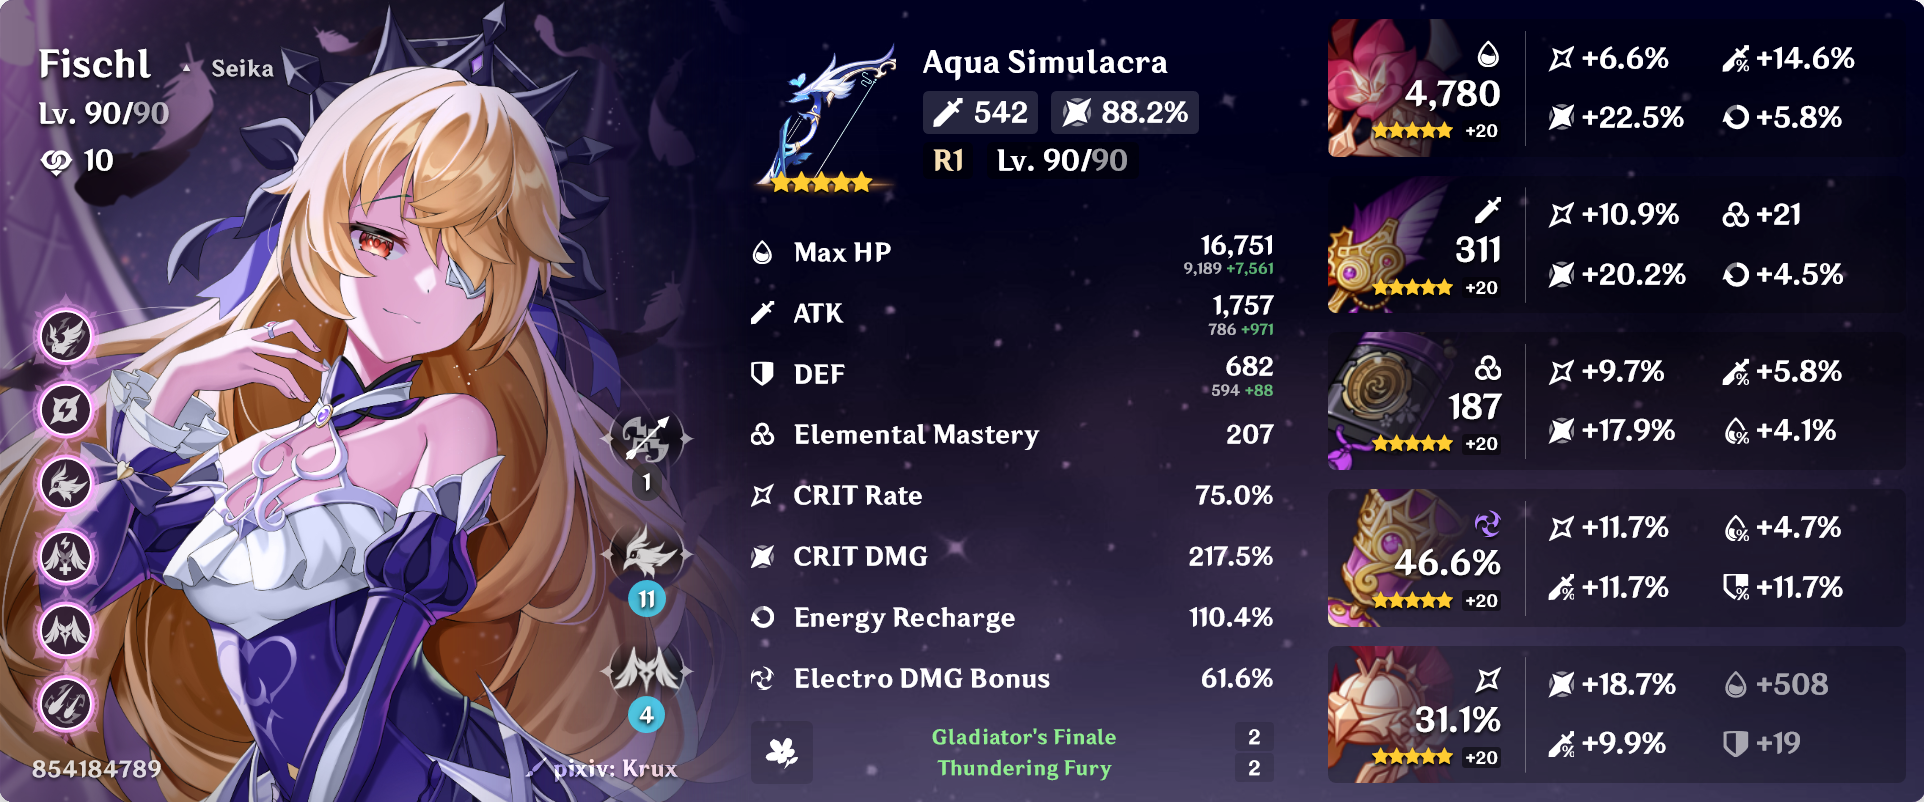 Fischl ▲ Seika
Lv. 90/90
10
1
11
4
854184789
pixiv: Krux
Aqua Simulacra
542 88.2%
R1 Lv. 90/90
Max HP 16,751
9,189 +7,561
ATK 1,757
786 +971
DEF 682
594 +88
Elemental Mastery 207
CRIT Rate 75.0%
CRIT DMG 217.5%
Energy Recharge 110.4%
Electro DMG Bonus 61.6%
Gladiator's Finale 2
Thundering Fury 2
4,780
+20
+6.6% +14.6%
+22.5% +5.8%
311
+20
+10.9% +21
+20.2% +4.5%
187
+20
+9.7% +5.8%
+17.9% +4.1%
46.6%
+20
+11.7% +4.7%
+11.7% +11.7%
31.1%
+20
+18.7% +508
+9.9% +19